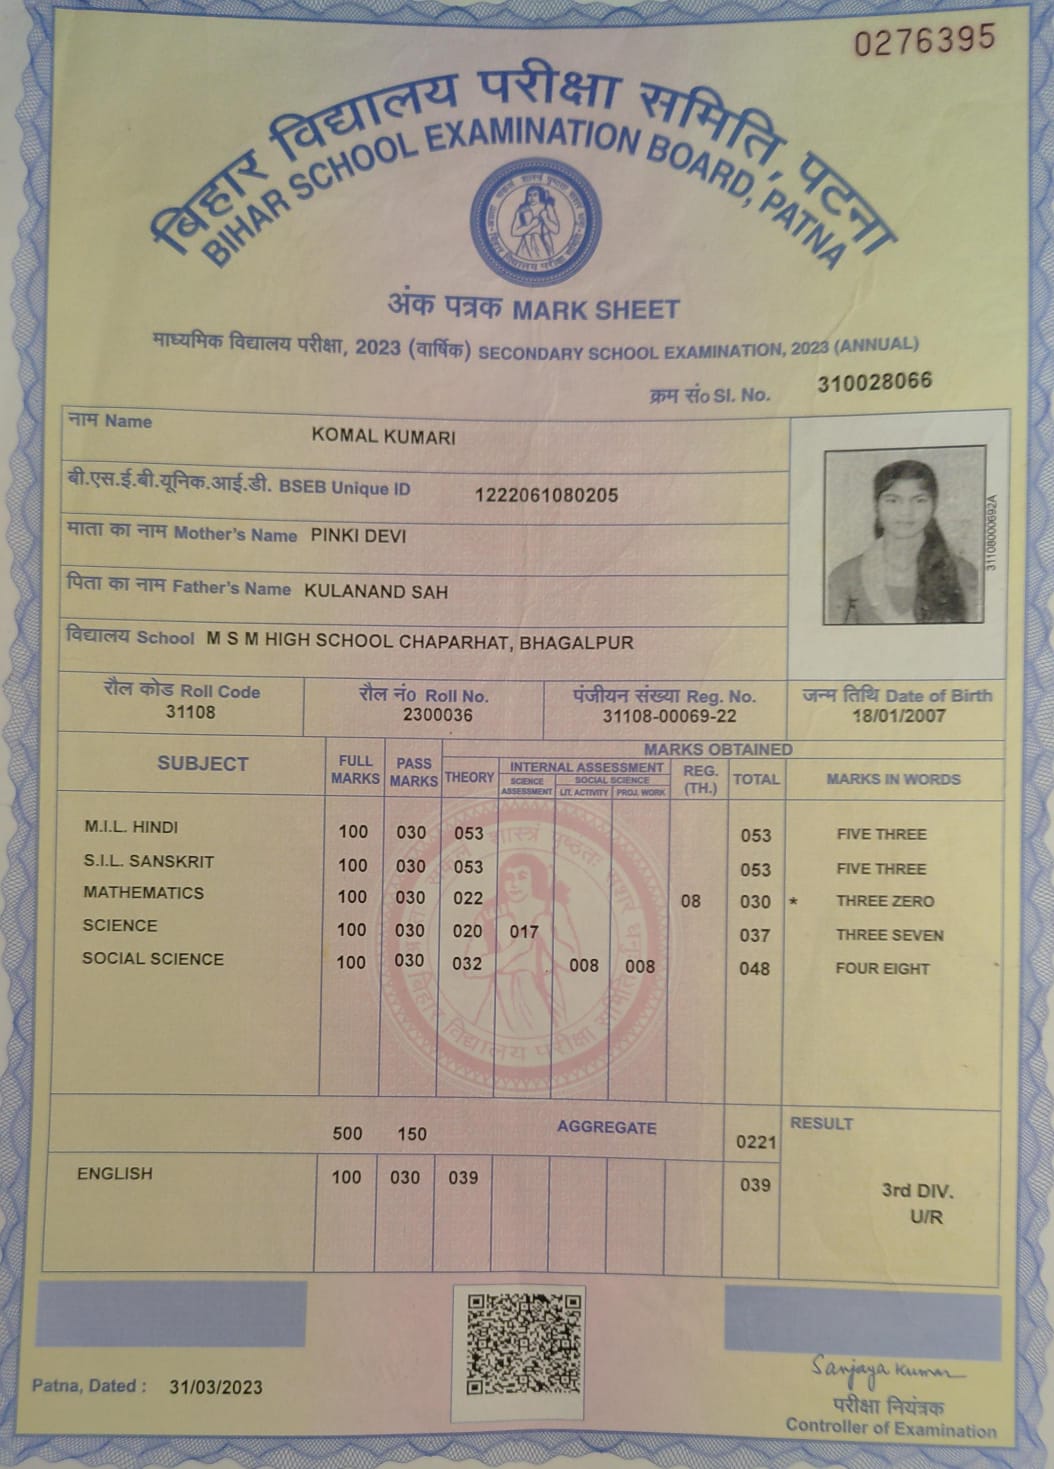 0276395
बिहार विद्यालय परीक्षा समिति, पटना
BIHAR SCHOOL EXAMINATION BOARD, PATNA
अंक पत्रक MARK SHEET
माध्यमिक विद्यालय परीक्षा, 2023 (वार्षिक) SECONDARY SCHOOL EXAMINATION, 2023 (ANNUAL)
क्रम सं० Sl. No. 310028066
नाम Name KOMAL KUMARI
बी.एस.ई.बी.यूनिक.आई.डी. BSEB Unique ID 1222061080205
माता का नाम Mother's Name PINKI DEVI
31108000692A
पिता का नाम Father's Name KULANAND SAH
विद्यालय School M S M HIGH SCHOOL CHAPARHAT, BHAGALPUR
रौल कोड Roll Code रौल नं० Roll No. पंजीयन संख्या Reg. No. जन्म तिथि Date of Birth
31108 2300036 31108-00069-22 18/01/2007
MARKS OBTAINED
SUBJECT FULL MARKS PASS MARKS THEORY INTERNAL ASSESSMENT REG. (TH.) TOTAL MARKS IN WORDS
SCIENCE ASSESSMENT SOCIAL SCIENCE
LIT. ACTIVITY PROJ. WORK
M.I.L. HINDI 100 030 053 053 FIVE THREE
S.I.L. SANSKRIT 100 030 053 053 FIVE THREE
MATHEMATICS 100 030 022 08 030 * THREE ZERO
SCIENCE 100 030 020 017 037 THREE SEVEN
SOCIAL SCIENCE 100 030 032 008 008 048 FOUR EIGHT
बिहार विद्यालय परीक्षा समिति
500 150 AGGREGATE 0221 RESULT
ENGLISH 100 030 039 039 3rd DIV.
U/R
Patna, Dated : 31/03/2023
Sanjaya Kumar
परीक्षा नियंत्रक
Controller of Examination